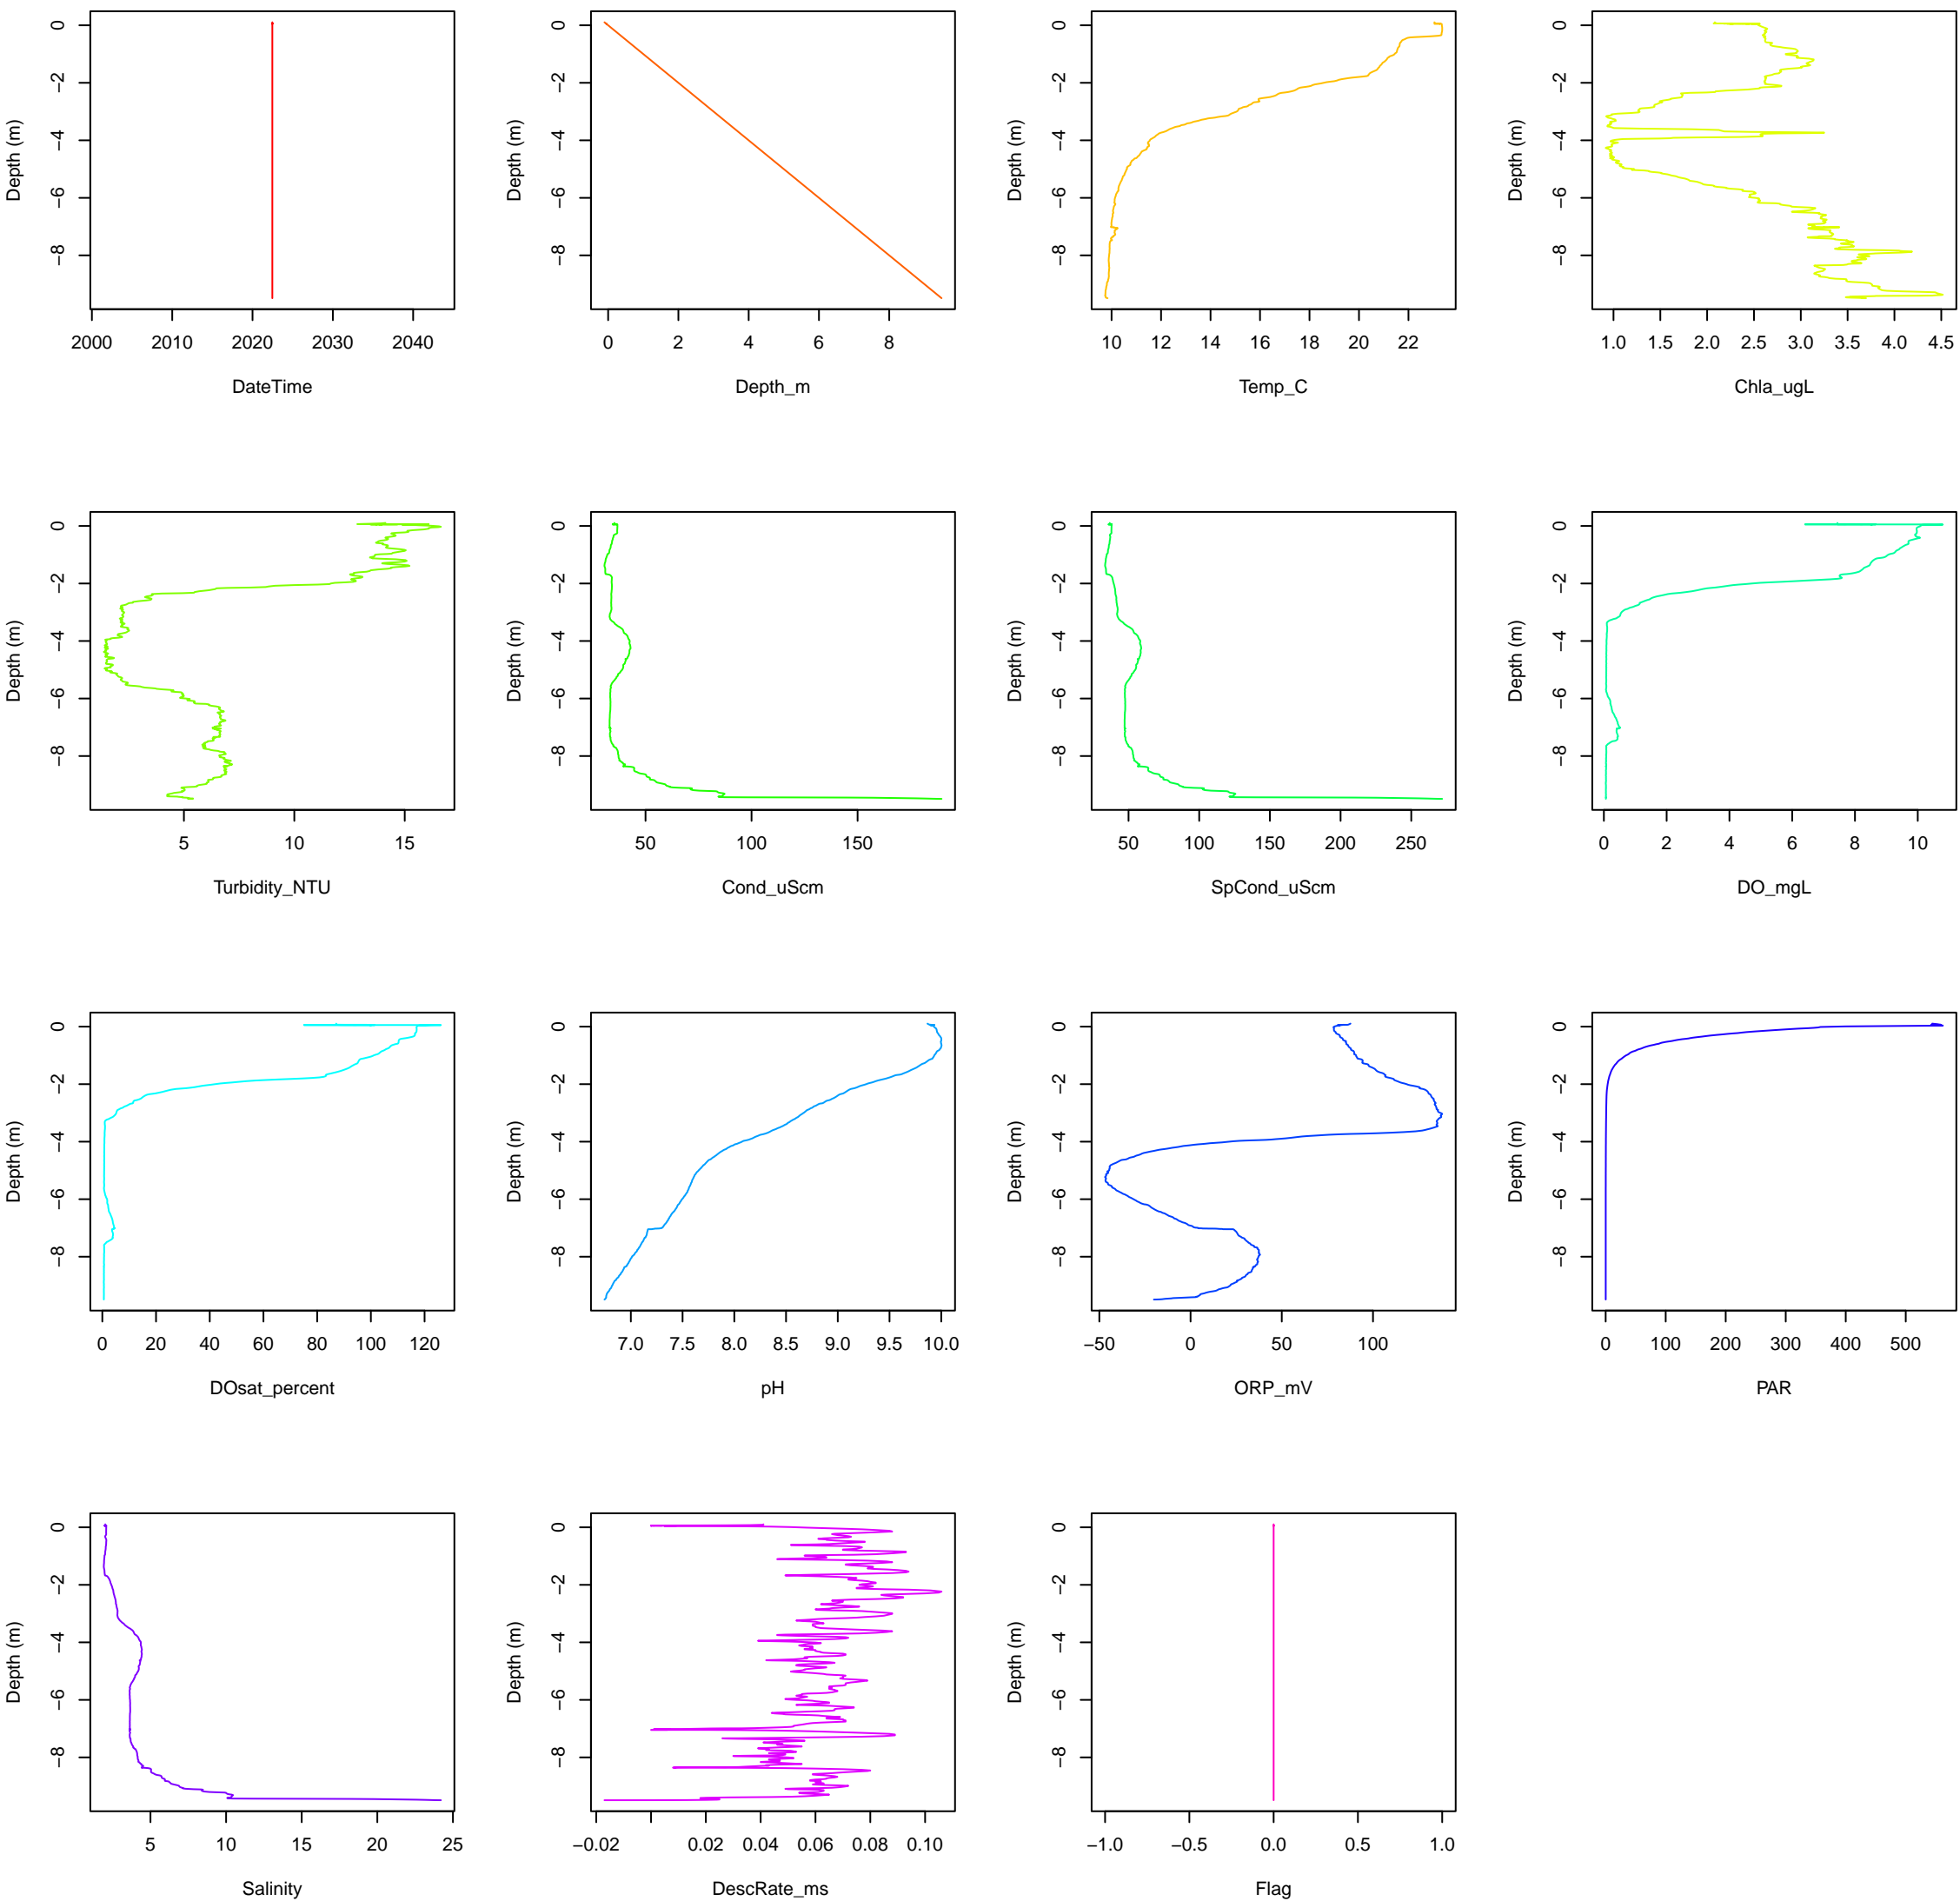 0
−2
−4
−6
−8
Depth (m)
2000 2010 2020 2030 2040
DateTime
0
−2
−4
−6
−8
Depth (m)
0 2 4 6 8
Depth_m
0
−2
−4
−6
−8
Depth (m)
10 12 14 16 18 20 22
Temp_C
0
−2
−4
−6
−8
Depth (m)
1.0 1.5 2.0 2.5 3.0 3.5 4.0 4.5
Chla_ugL
0
−2
−4
−6
−8
Depth (m)
5 10 15
Turbidity_NTU
0
−2
−4
−6
−8
Depth (m)
50 100 150
Cond_uScm
0
−2
−4
−6
−8
Depth (m)
50 100 150 200 250
SpCond_uScm
0
−2
−4
−6
−8
Depth (m)
0 2 4 6 8 10
DO_mgL
0
−2
−4
−6
−8
Depth (m)
0 20 40 60 80 100 120
DOsat_percent
0
−2
−4
−6
−8
Depth (m)
7.0 7.5 8.0 8.5 9.0 9.5 10.0
pH
0
−2
−4
−6
−8
Depth (m)
−50 0 50 100
ORP_mV
0
−2
−4
−6
−8
Depth (m)
0 100 200 300 400 500
PAR
0
−2
−4
−6
−8
Depth (m)
5 10 15 20 25
Salinity
0
−2
−4
−6
−8
Depth (m)
−0.02 0.02 0.04 0.06 0.08 0.10
DescRate_ms
0
−2
−4
−6
−8
Depth (m)
−1.0 −0.5 0.0 0.5 1.0
Flag